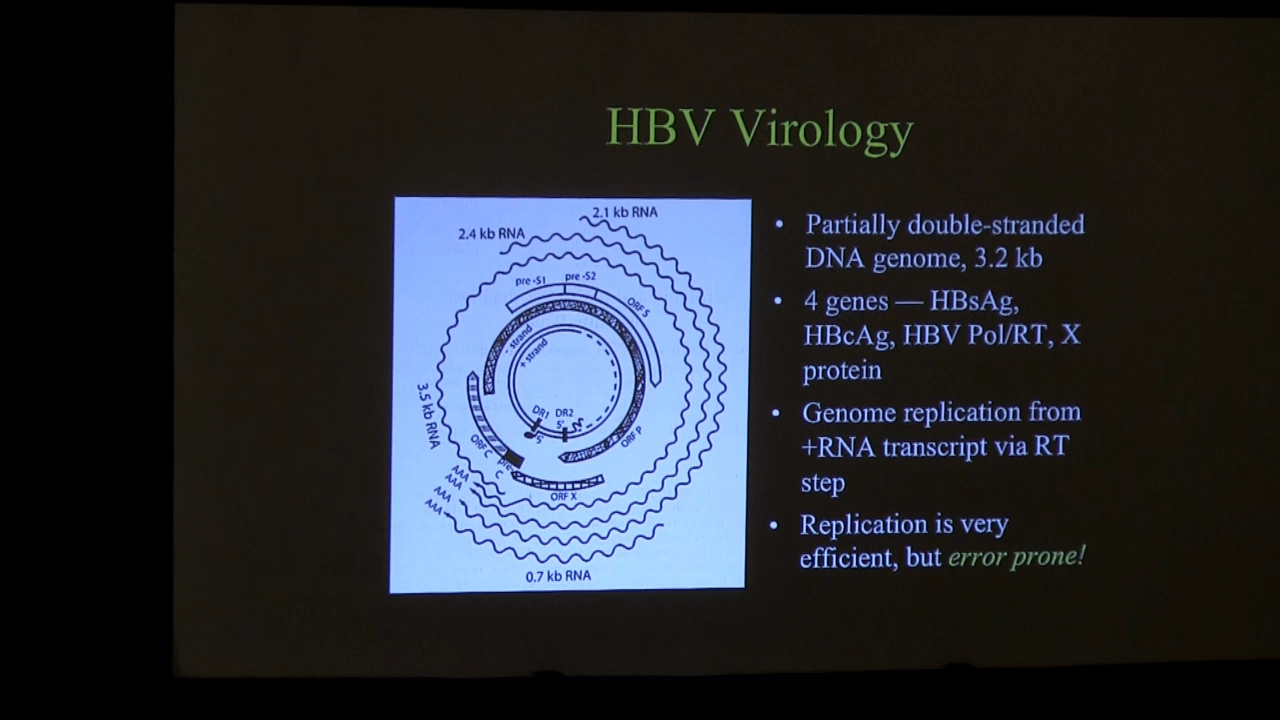 HBV Virology
2.1 kb RNA
2.4 kb RNA
pre -S1
pre -S2
ORF S
- strand
+ strand
DR1
DR2
5'
5'
3.5 kb RNA
ORF C
pre-
C
ORF P
ORF X
AAA
AAA
AAA
AAA
0.7 kb RNA
• Partially double-stranded
DNA genome, 3.2 kb
• 4 genes — HBsAg,
HBcAg, HBV Pol/RT, X
protein
• Genome replication from
+RNA transcript via RT
step
• Replication is very
efficient, but error prone!